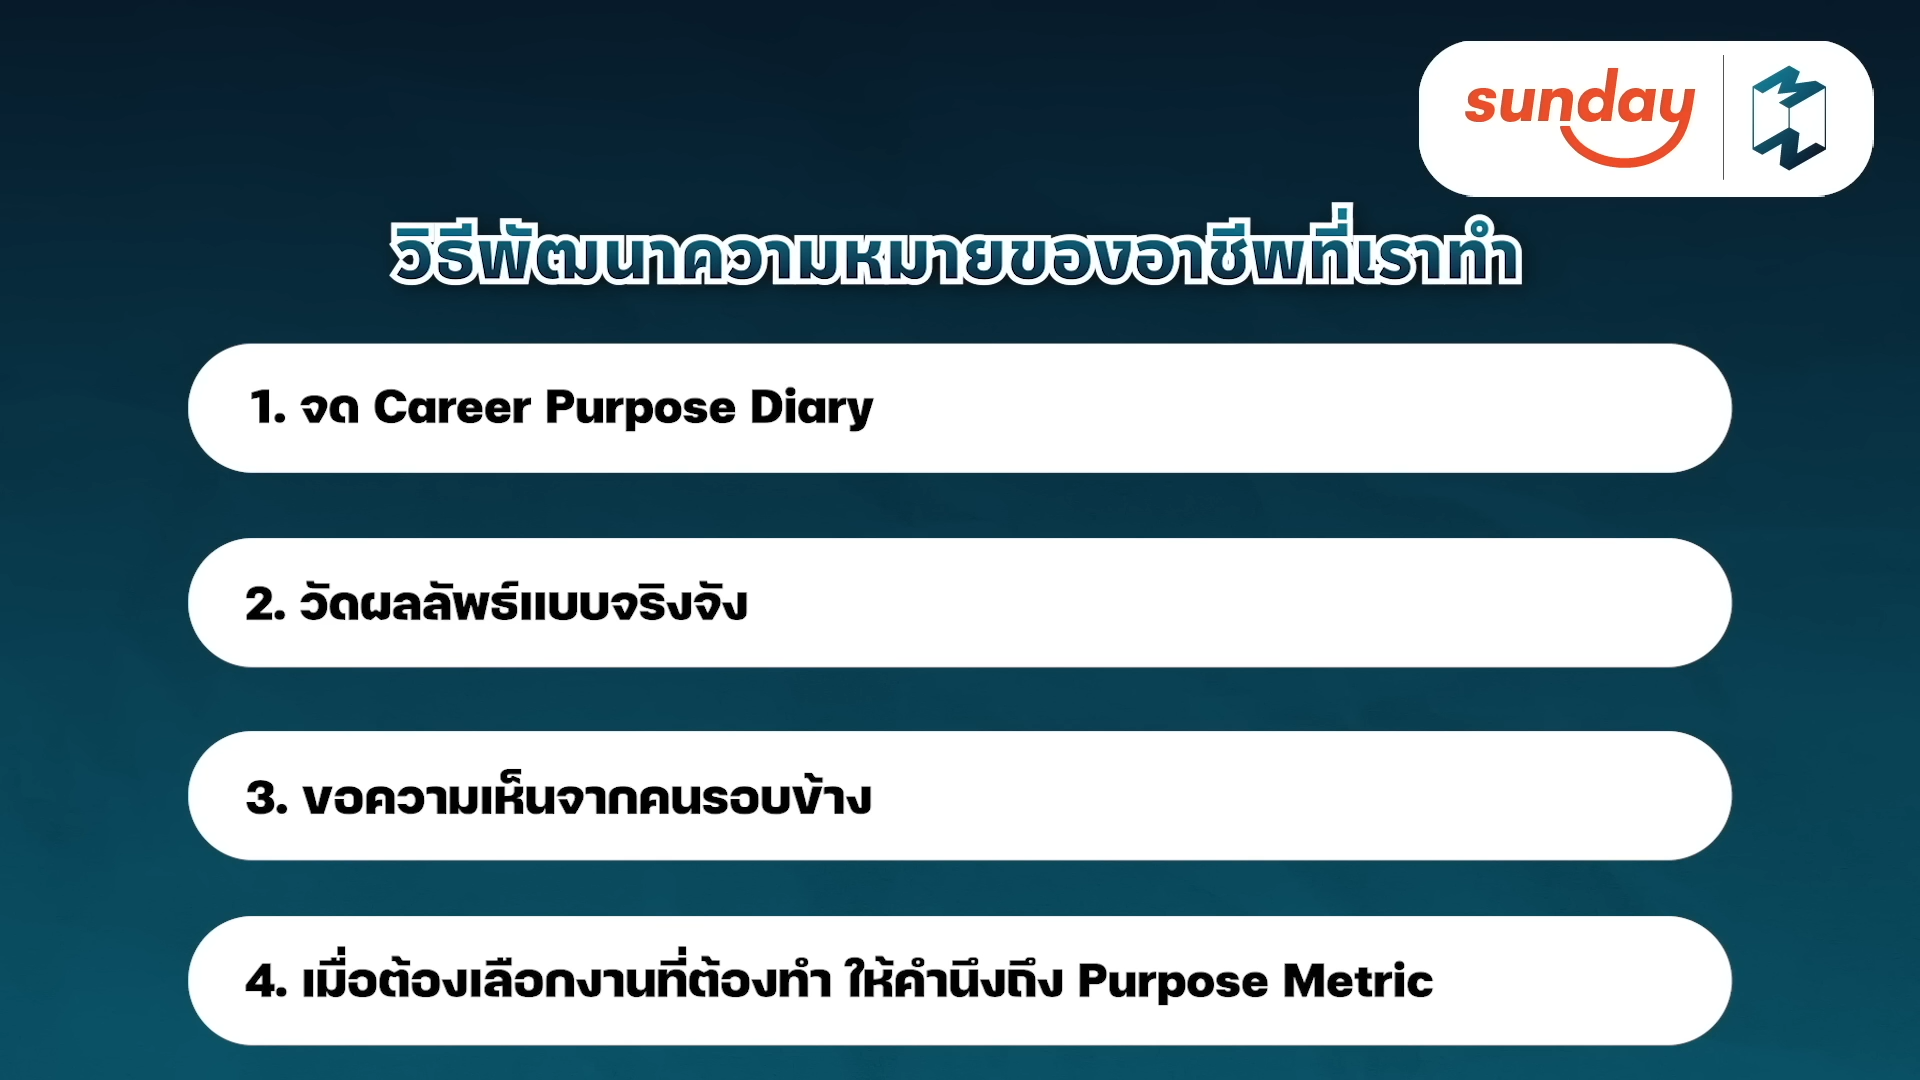 sunday
วิธีพัฒนาความหมายของอาชีพที่เราทำ
1. จด Career Purpose Diary
2. วัดผลลัพธ์แบบจริงจัง
3. ขอความเห็นจากคนรอบข้าง
4. เมื่อต้องเลือกงานที่ต้องทำ ให้คำนึงถึง Purpose Metric